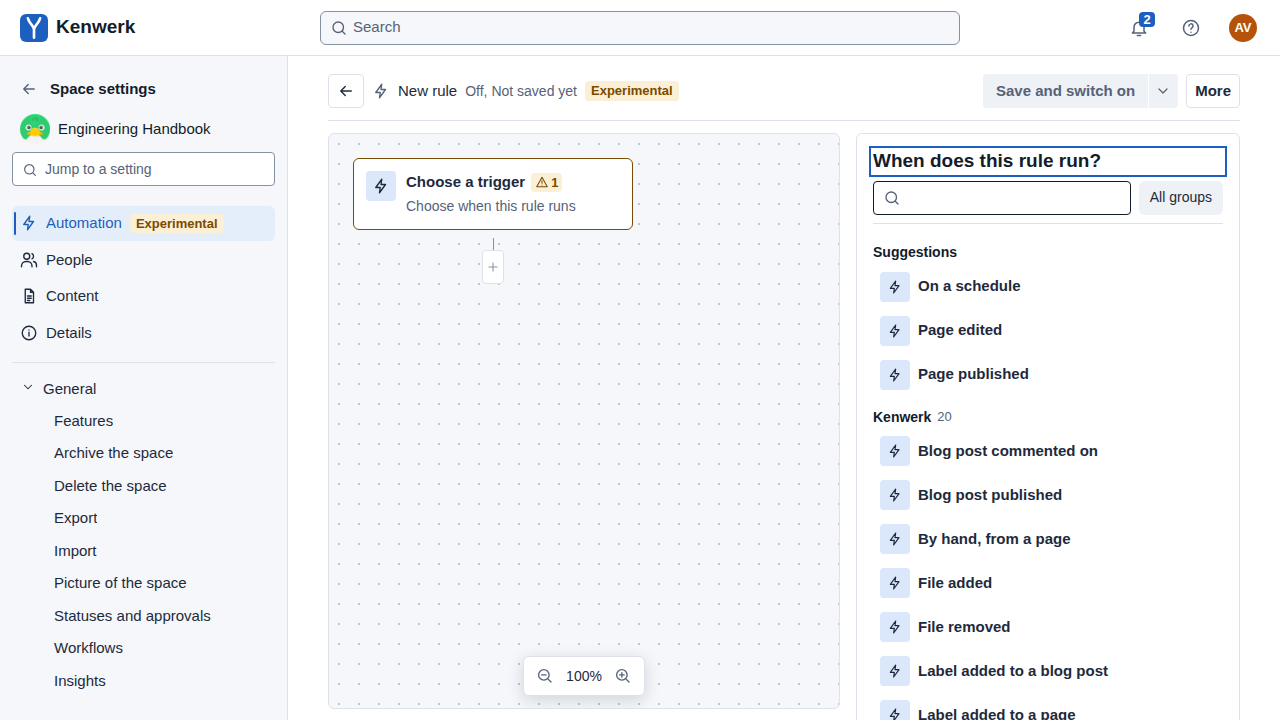 Kenwerk
Search
2
AV
Space settings
Engineering Handbook
Jump to a setting
Automation Experimental
People
Content
Details
General
Features
Archive the space
Delete the space
Export
Import
Picture of the space
Statuses and approvals
Workflows
Insights
New rule Off, Not saved yet Experimental
Save and switch on
More
Choose a trigger 1
Choose when this rule runs
100%
When does this rule run?
All groups
Suggestions
On a schedule
Page edited
Page published
Kenwerk 20
Blog post commented on
Blog post published
By hand, from a page
File added
File removed
Label added to a blog post
Label added to a page